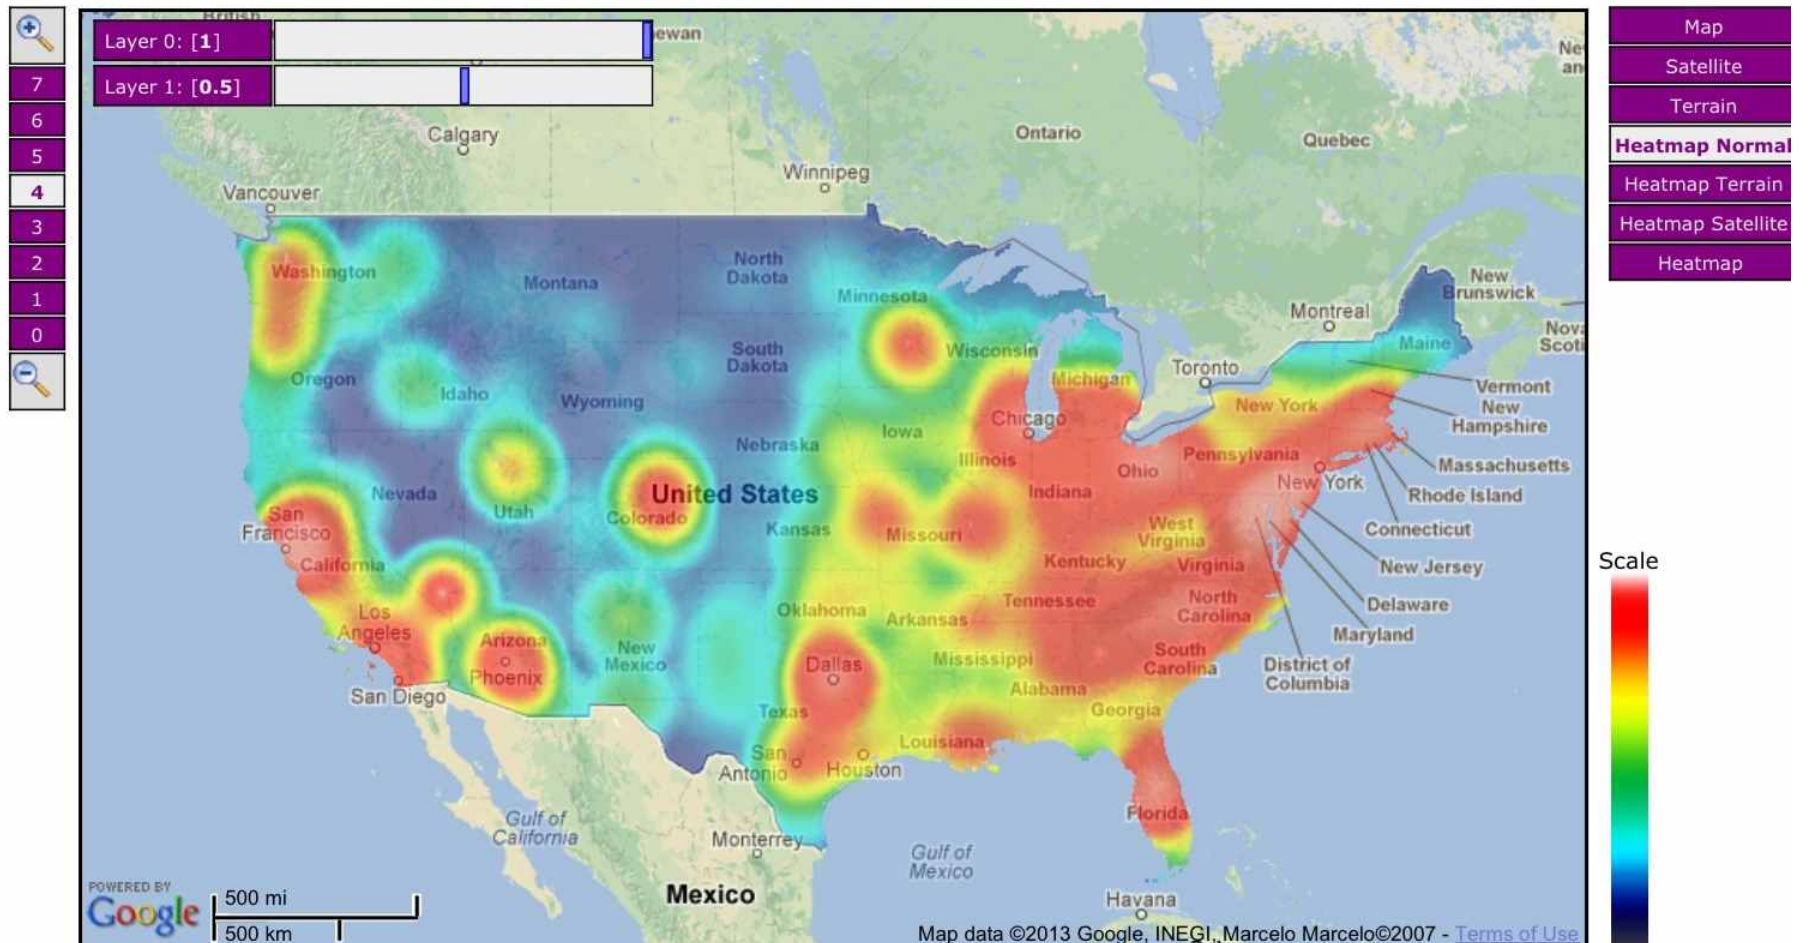 British
Layer 0: [1]
ewan
Layer 1: [0.5]
7
6
5
4
3
2
1
0
Map
Satellite
Terrain
Heatmap Normal
Heatmap Terrain
Heatmap Satellite
Heatmap
Calgary
Ontario
Quebec
Winnipeg
Vancouver
Washington
Montana
North
Dakota
Minnesota
New
Brunswick
Montreal
Oregon
Idaho
Wyoming
South
Dakota
Wisconsin
Michigan
Toronto
Maine
Vermont
New
Hampshire
New York
Chicago
Nebraska
Iowa
Illinois
Ohio
Pennsylvania
Massachusetts
Nevada
Utah
United States
Colorado
Indiana
New York
Rhode Island
San
Francisco
California
Kansas
Missouri
West
Virginia
Connecticut
Kentucky
Virginia
New Jersey
Scale
Los
Angeles
Oklahoma
Arkansas
Tennessee
North
Carolina
Delaware
Maryland
Arizona
Phoenix
New
Mexico
Dallas
Mississippi
South
Carolina
District of
Columbia
San Diego
Texas
Alabama
Georgia
San
Antonio
Houston
Louisiana
Florida
Gulf of
California
Monterrey
Gulf of
Mexico
Mexico
Havana
POWERED BY
Google
500 mi
500 km
Map data ©2013 Google, INEGI, Marcelo Marcelo©2007 - Terms of Use